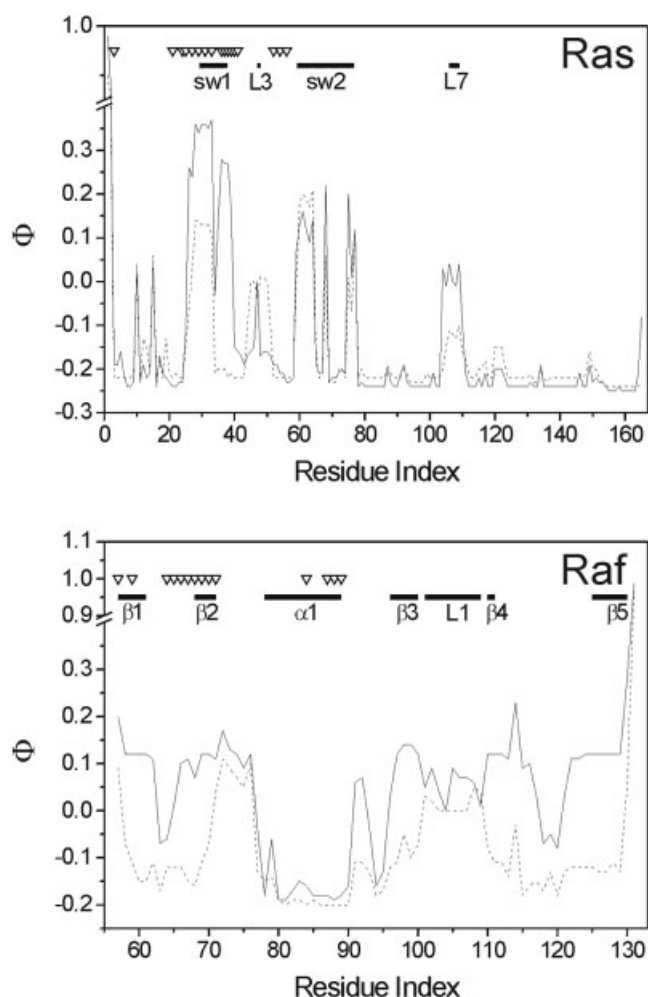 1.0
Ras
sw1 L3 sw2 L7
0.3
0.2
0.1
0.0
-0.1
-0.2
-0.3
Φ
0 20 40 60 80 100 120 140 160
Residue Index
1.1
1.0
0.9
Raf
β1 β2 α1 β3 L1 β4 β5
0.3
0.2
0.1
0.0
-0.1
-0.2
Φ
60 70 80 90 100 110 120 130
Residue Index